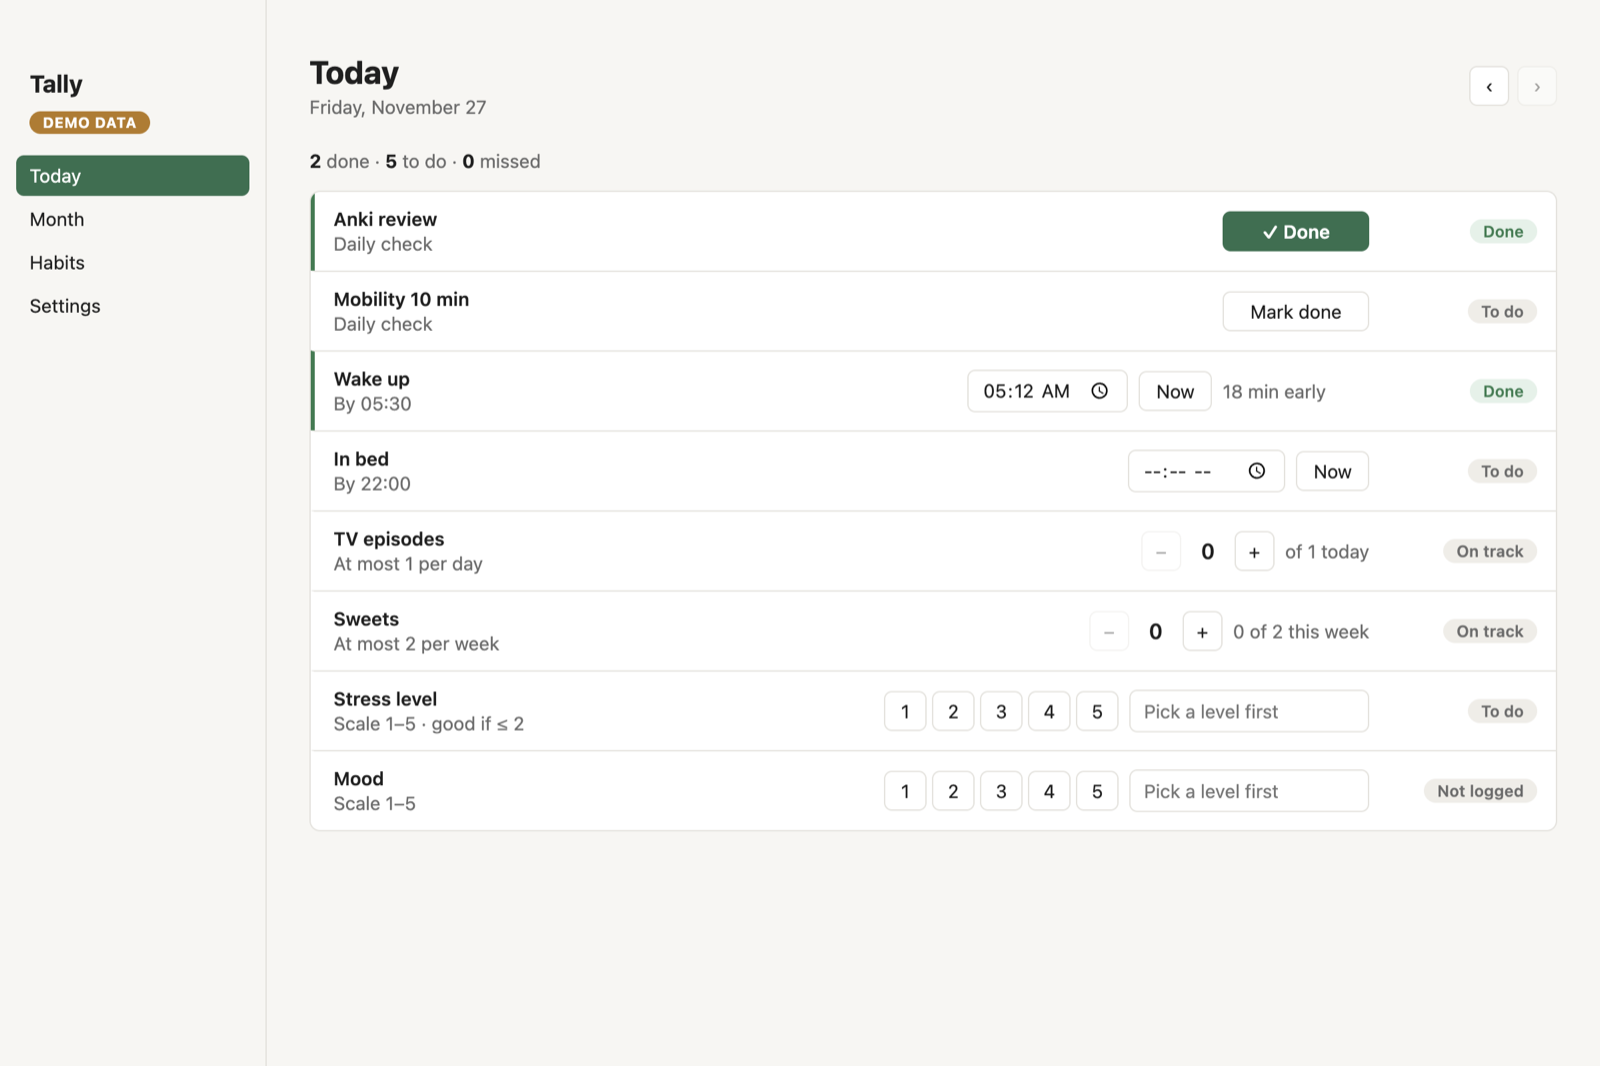 Tally
DEMO DATA
Today
Month
Habits
Settings
Today
Friday, November 27
‹ ›
2 done · 5 to do · 0 missed
Anki review
Daily check
✓ Done
Done
Mobility 10 min
Daily check
Mark done
To do
Wake up
By 05:30
05:12 AM
Now
18 min early
Done
In bed
By 22:00
--:-- --
Now
To do
TV episodes
At most 1 per day
− 0 + of 1 today
On track
Sweets
At most 2 per week
− 0 + 0 of 2 this week
On track
Stress level
Scale 1–5 · good if ≤ 2
1 2 3 4 5
Pick a level first
To do
Mood
Scale 1–5
1 2 3 4 5
Pick a level first
Not logged